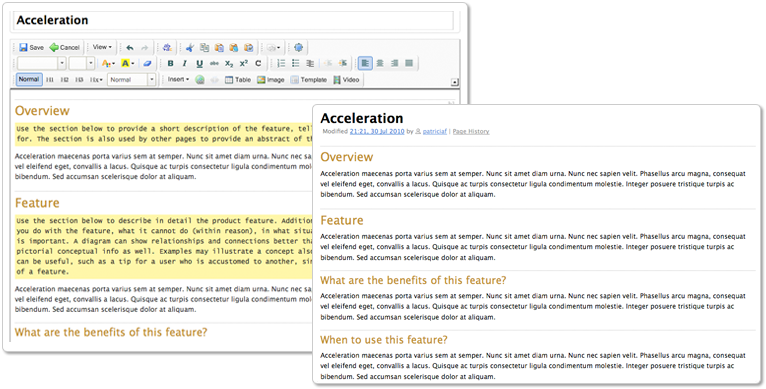 Acceleration
Save Cancel View
B I U abc X₂ X² C
Normal H1 H2 H3 Hx Normal Insert Table Image Template Video
Overview
Use the section below to provide a short description of the feature, tell
for. The section is also used by other pages to provide an abstract of th
Acceleration maecenas porta varius sem at semper. Nunc sit amet diam urna. Nunc nec sa
vel eleifend eget, convallis a lacus. Quisque ac turpis consectetur ligula condimentum mol
bibendum. Sed accumsan scelerisque dolor at aliquam.
Feature
Use the section below to describe in detail the product feature. Addition
you do with the feature, what it cannot do (within reason), in what situa
is important. A diagram can show relationships and connections better tha
pictorial conceptual info as well. Examples may illustrate a concept also
can be useful, such as a tip for a user who is accustomed to another, si
of a feature.
Acceleration maecenas porta varius sem at semper. Nunc sit amet diam urna. Nunc nec s
vel eleifend eget, convallis a lacus. Quisque ac turpis consectetur ligula condimentum mo
bibendum. Sed accumsan scelerisque dolor at aliquam.
What are the benefits of this feature?
Acceleration
Modified 21:21, 30 Jul 2010 by patriciaf | Page History
Overview
Acceleration maecenas porta varius sem at semper. Nunc sit amet diam urna. Nunc nec sapien velit. Phasellus arcu magna, consequat
vel eleifend eget, convallis a lacus. Quisque ac turpis consectetur ligula condimentum molestie. Integer posuere tristique turpis ac
bibendum. Sed accumsan scelerisque dolor at aliquam.
Feature
Acceleration maecenas porta varius sem at semper. Nunc sit amet diam urna. Nunc nec sapien velit. Phasellus arcu magna, consequat
vel eleifend eget, convallis a lacus. Quisque ac turpis consectetur ligula condimentum molestie. Integer posuere tristique turpis ac
bibendum. Sed accumsan scelerisque dolor at aliquam.
What are the benefits of this feature?
Acceleration maecenas porta varius sem at semper. Nunc sit amet diam urna. Nunc nec sapien velit. Phasellus arcu magna, consequat
vel eleifend eget, convallis a lacus. Quisque ac turpis consectetur ligula condimentum molestie. Integer posuere tristique turpis ac
bibendum. Sed accumsan scelerisque dolor at aliquam.
When to use this feature?
Acceleration maecenas porta varius sem at semper. Nunc sit amet diam urna. Nunc nec sapien velit. Phasellus arcu magna, consequat
vel eleifend eget, convallis a lacus. Quisque ac turpis consectetur ligula condimentum molestie. Integer posuere tristique turpis ac
bibendum. Sed accumsan scelerisque dolor at aliquam.